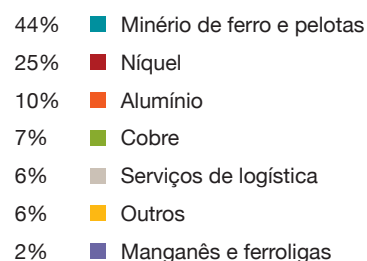 44% Minério de ferro e pelotas
25% Níquel
10% Alumínio
7% Cobre
6% Serviços de logística
6% Outros
2% Manganês e ferroligas